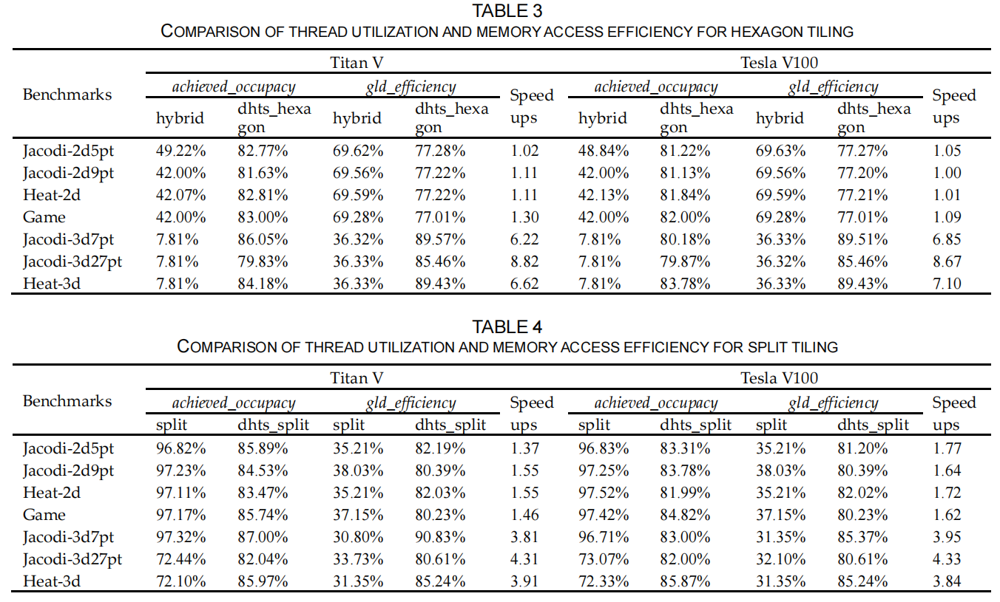 TABLE 3
COMPARISON OF THREAD UTILIZATION AND MEMORY ACCESS EFFICIENCY FOR HEXAGON TILING
Titan V Tesla V100
Benchmarks achieved_occupacy gld_efficiency Speed ups achieved_occupacy gld_efficiency Speed ups
hybrid dhts_hexa gon hybrid dhts_hexa gon hybrid dhts_hexa gon hybrid dhts_hexa gon
Jacodi-2d5pt 49.22% 82.77% 69.62% 77.28% 1.02 48.84% 81.22% 69.63% 77.27% 1.05
Jacodi-2d9pt 42.00% 81.63% 69.56% 77.22% 1.11 42.00% 81.13% 69.56% 77.20% 1.00
Heat-2d 42.07% 82.81% 69.59% 77.22% 1.11 42.13% 81.84% 69.59% 77.21% 1.01
Game 42.00% 83.00% 69.28% 77.01% 1.30 42.00% 82.00% 69.28% 77.01% 1.09
Jacodi-3d7pt 7.81% 86.05% 36.32% 89.57% 6.22 7.81% 80.18% 36.33% 89.51% 6.85
Jacodi-3d27pt 7.81% 79.83% 36.33% 85.46% 8.82 7.81% 79.87% 36.32% 85.46% 8.67
Heat-3d 7.81% 84.18% 36.33% 89.43% 6.62 7.81% 83.78% 36.33% 89.43% 7.10
TABLE 4
COMPARISON OF THREAD UTILIZATION AND MEMORY ACCESS EFFICIENCY FOR SPLIT TILING
Titan V Tesla V100
Benchmarks achieved_occupacy gld_efficiency Speed ups achieved_occupacy gld_efficiency Speed ups
split dhts_split split dhts_split split dhts_split split dhts_split
Jacodi-2d5pt 96.82% 85.89% 35.21% 82.19% 1.37 96.83% 83.31% 35.21% 81.20% 1.77
Jacodi-2d9pt 97.23% 84.53% 38.03% 80.39% 1.55 97.25% 83.78% 38.03% 80.39% 1.64
Heat-2d 97.11% 83.47% 35.21% 82.03% 1.55 97.52% 81.99% 35.21% 82.02% 1.72
Game 97.17% 85.74% 37.15% 80.23% 1.46 97.42% 84.82% 37.15% 80.23% 1.62
Jacodi-3d7pt 97.32% 87.00% 30.80% 90.83% 3.81 96.71% 83.00% 31.35% 85.37% 3.95
Jacodi-3d27pt 72.44% 82.04% 33.73% 80.61% 4.31 73.07% 82.00% 32.10% 80.61% 4.33
Heat-3d 72.10% 85.97% 31.35% 85.24% 3.91 72.33% 85.87% 31.35% 85.24% 3.84